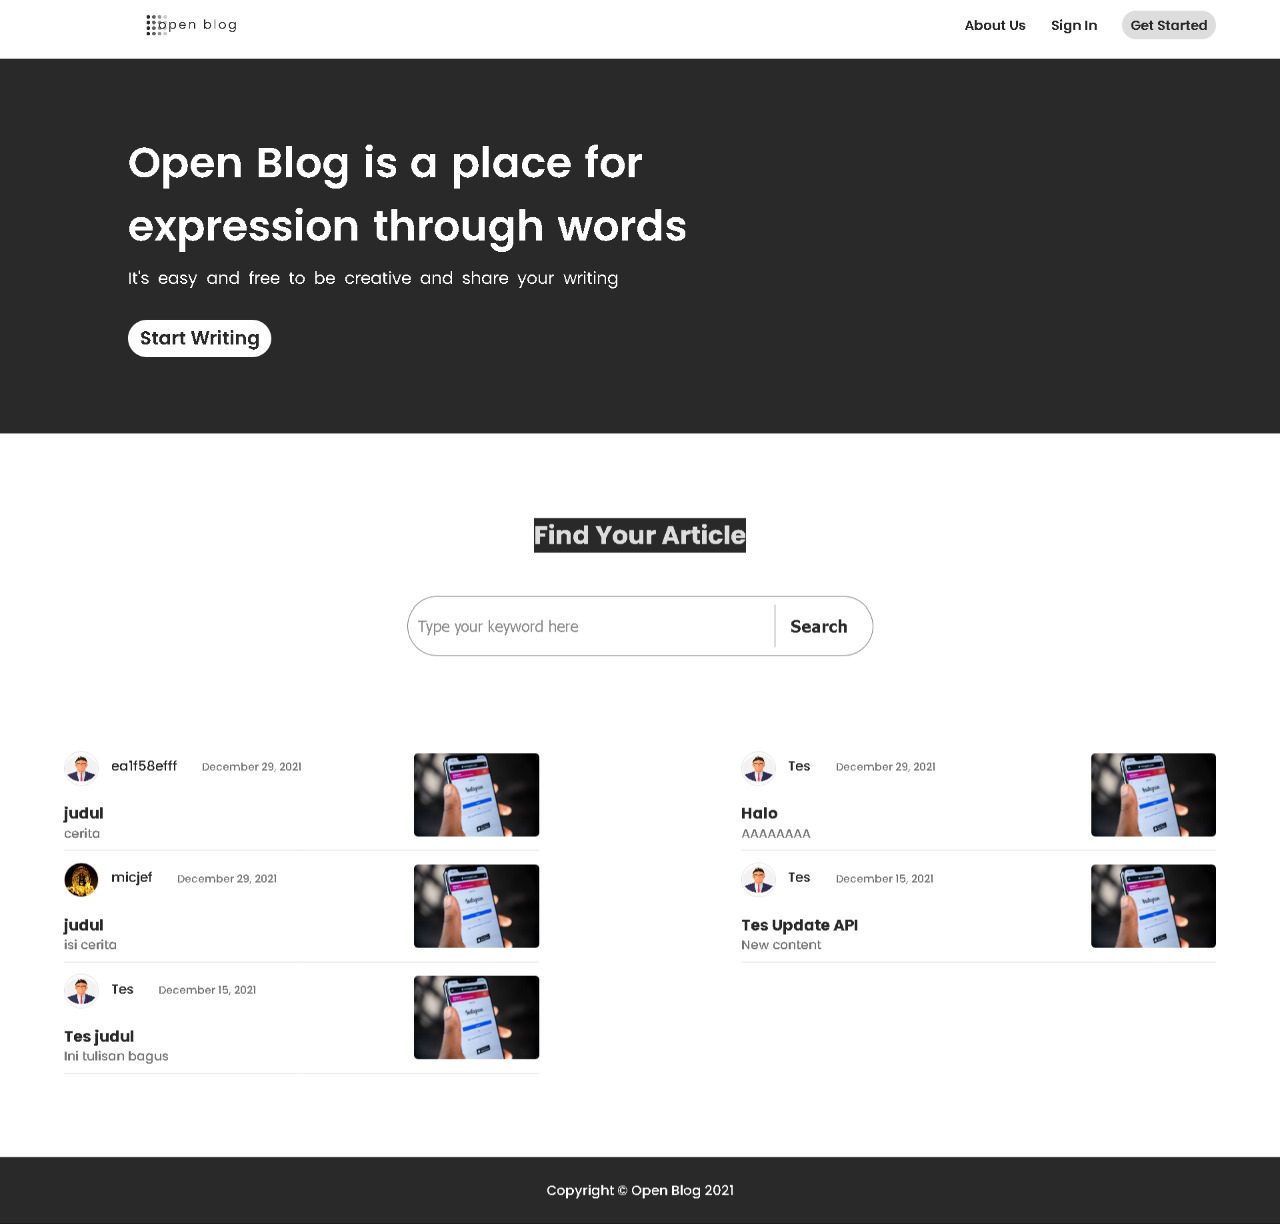 open blog
About Us
Sign In
Get Started
Open Blog is a place for
expression through words
It's easy and free to be creative and share your writing
Start Writing
Find Your Article
Type your keyword here
Search
ea1f58efff
December 29, 2021
judul
cerita
Tes
December 29, 2021
Halo
AAAAAAAA
micjef
December 29, 2021
judul
isi cerita
Tes
December 15, 2021
Tes Update API
New content
Tes
December 15, 2021
Tes judul
Ini tulisan bagus
Copyright © Open Blog 2021